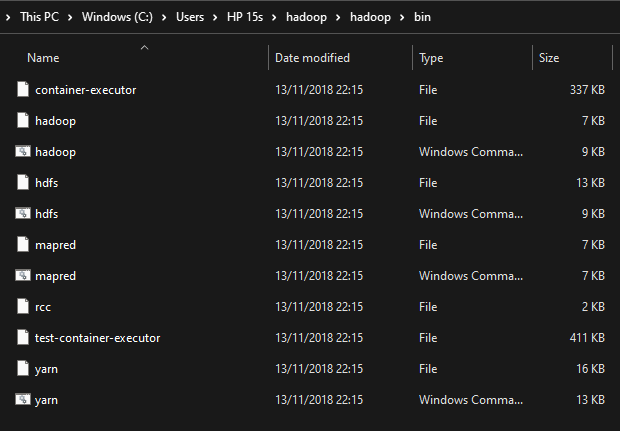 This PC > Windows (C:) > Users > HP 15s > hadoop > hadoop > bin
Name Date modified Type Size
container-executor 13/11/2018 22:15 File 337 KB
hadoop 13/11/2018 22:15 File 7 KB
hadoop 13/11/2018 22:15 Windows Comma... 9 KB
hdfs 13/11/2018 22:15 File 13 KB
hdfs 13/11/2018 22:15 Windows Comma... 9 KB
mapred 13/11/2018 22:15 File 7 KB
mapred 13/11/2018 22:15 Windows Comma... 7 KB
rcc 13/11/2018 22:15 File 2 KB
test-container-executor 13/11/2018 22:15 File 411 KB
yarn 13/11/2018 22:15 File 16 KB
yarn 13/11/2018 22:15 Windows Comma... 13 KB